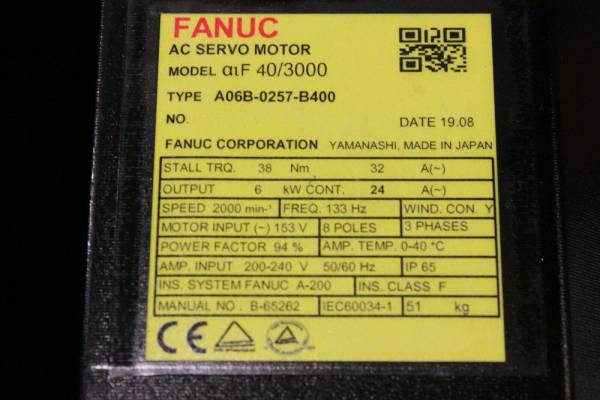 FANUC
AC SERVO MOTOR
MODEL αιF 40/3000
TYPE A06B-0257-B400
NO.
DATE 19.08
FANUC CORPORATION YAMANASHI, MADE IN JAPAN
STALL TRQ. 38 Nm 32 A(~)
OUTPUT 6 kW CONT. 24 A(~)
SPEED 2000 min-¹ FREQ. 133 Hz WIND. CON. Y
MOTOR INPUT (~) 153 V 8 POLES 3 PHASES
POWER FACTOR 94 % AMP. TEMP. 0-40 °C
AMP. INPUT 200-240 V 50/60 Hz IP 65
INS. SYSTEM FANUC A-200 INS. CLASS F
MANUAL NO. B-65262 IEC60034-1 51 kg
CE